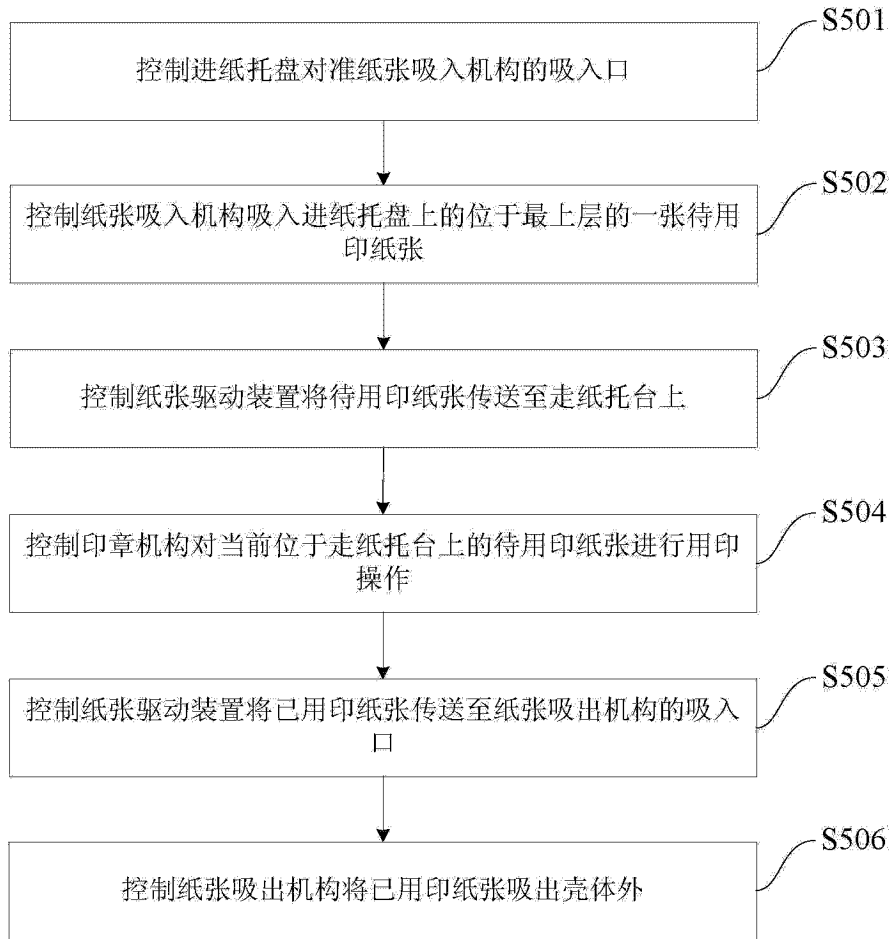 S501
控制进纸托盘对准纸张吸入机构的吸入口
S502
控制纸张吸入机构吸入进纸托盘上的位于最上层的一张待用
印纸张
S503
控制纸张驱动装置将待用印纸张传送至走纸托台上
S504
控制印章机构对当前位于走纸托台上的待用印纸张进行用印
操作
S505
控制纸张驱动装置将已用印纸张传送至纸张吸出机构的吸入
口
S506
控制纸张吸出机构将已用印纸张吸出壳体外